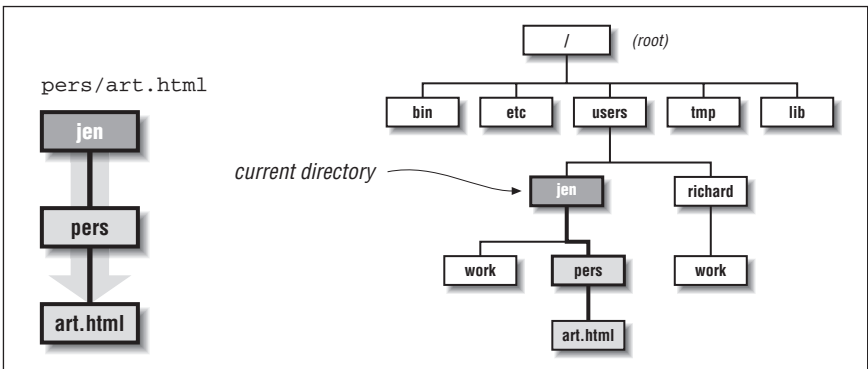 / (root)
pers/art.html
bin etc users tmp lib
jen
current directory
jen richard
pers
work pers work
art.html
art.html